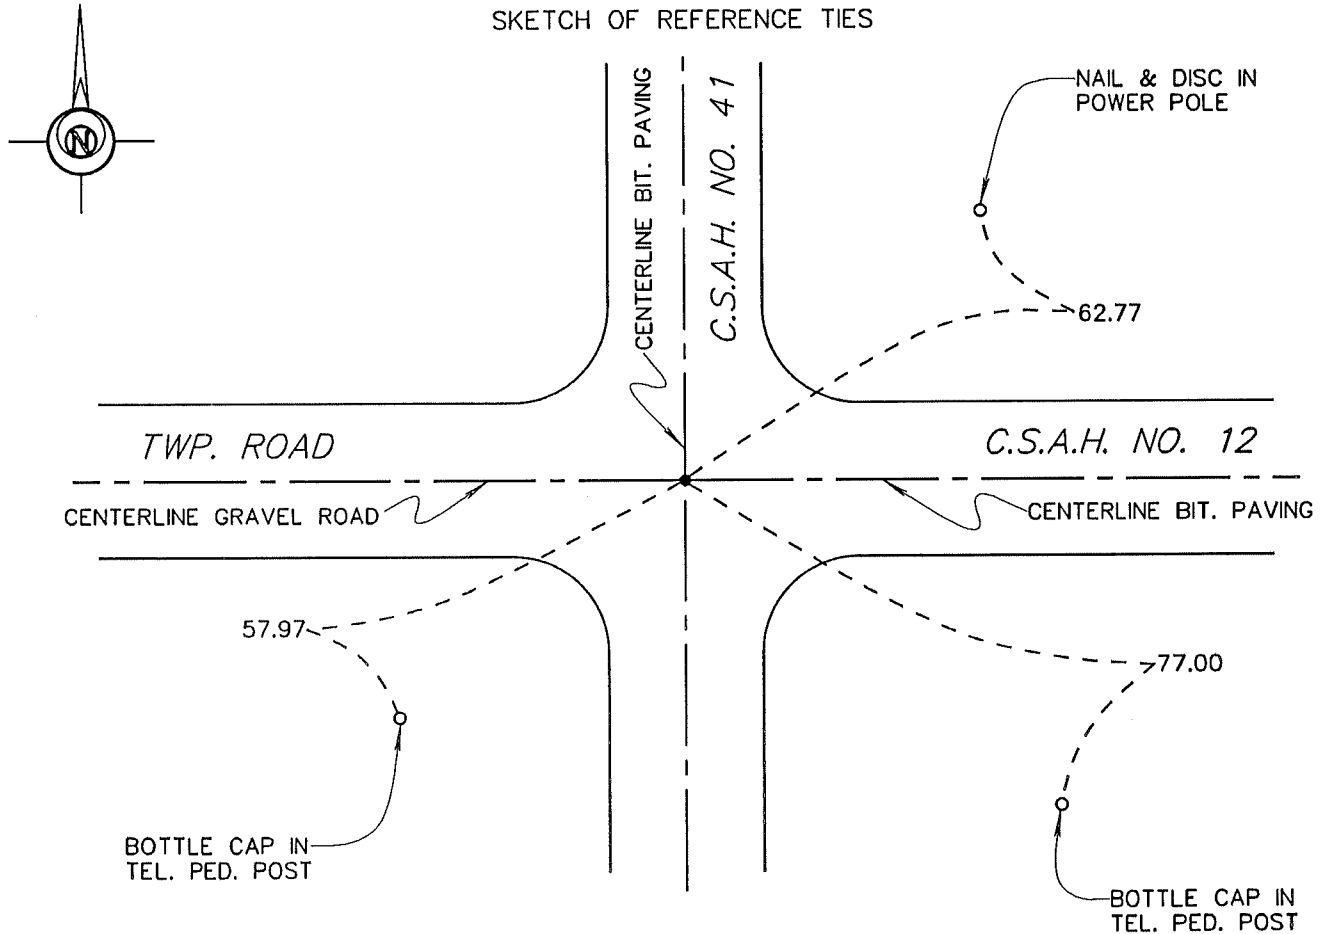 SKETCH OF REFERENCE TIES
N
CENTERLINE BIT. PAVING
C.S.A.H. NO. 41
NAIL & DISC IN
POWER POLE
62.77
TWP. ROAD
C.S.A.H. NO. 12
CENTERLINE GRAVEL ROAD
CENTERLINE BIT. PAVING
57.97
77.00
BOTTLE CAP IN
TEL. PED. POST
BOTTLE CAP IN
TEL. PED. POST